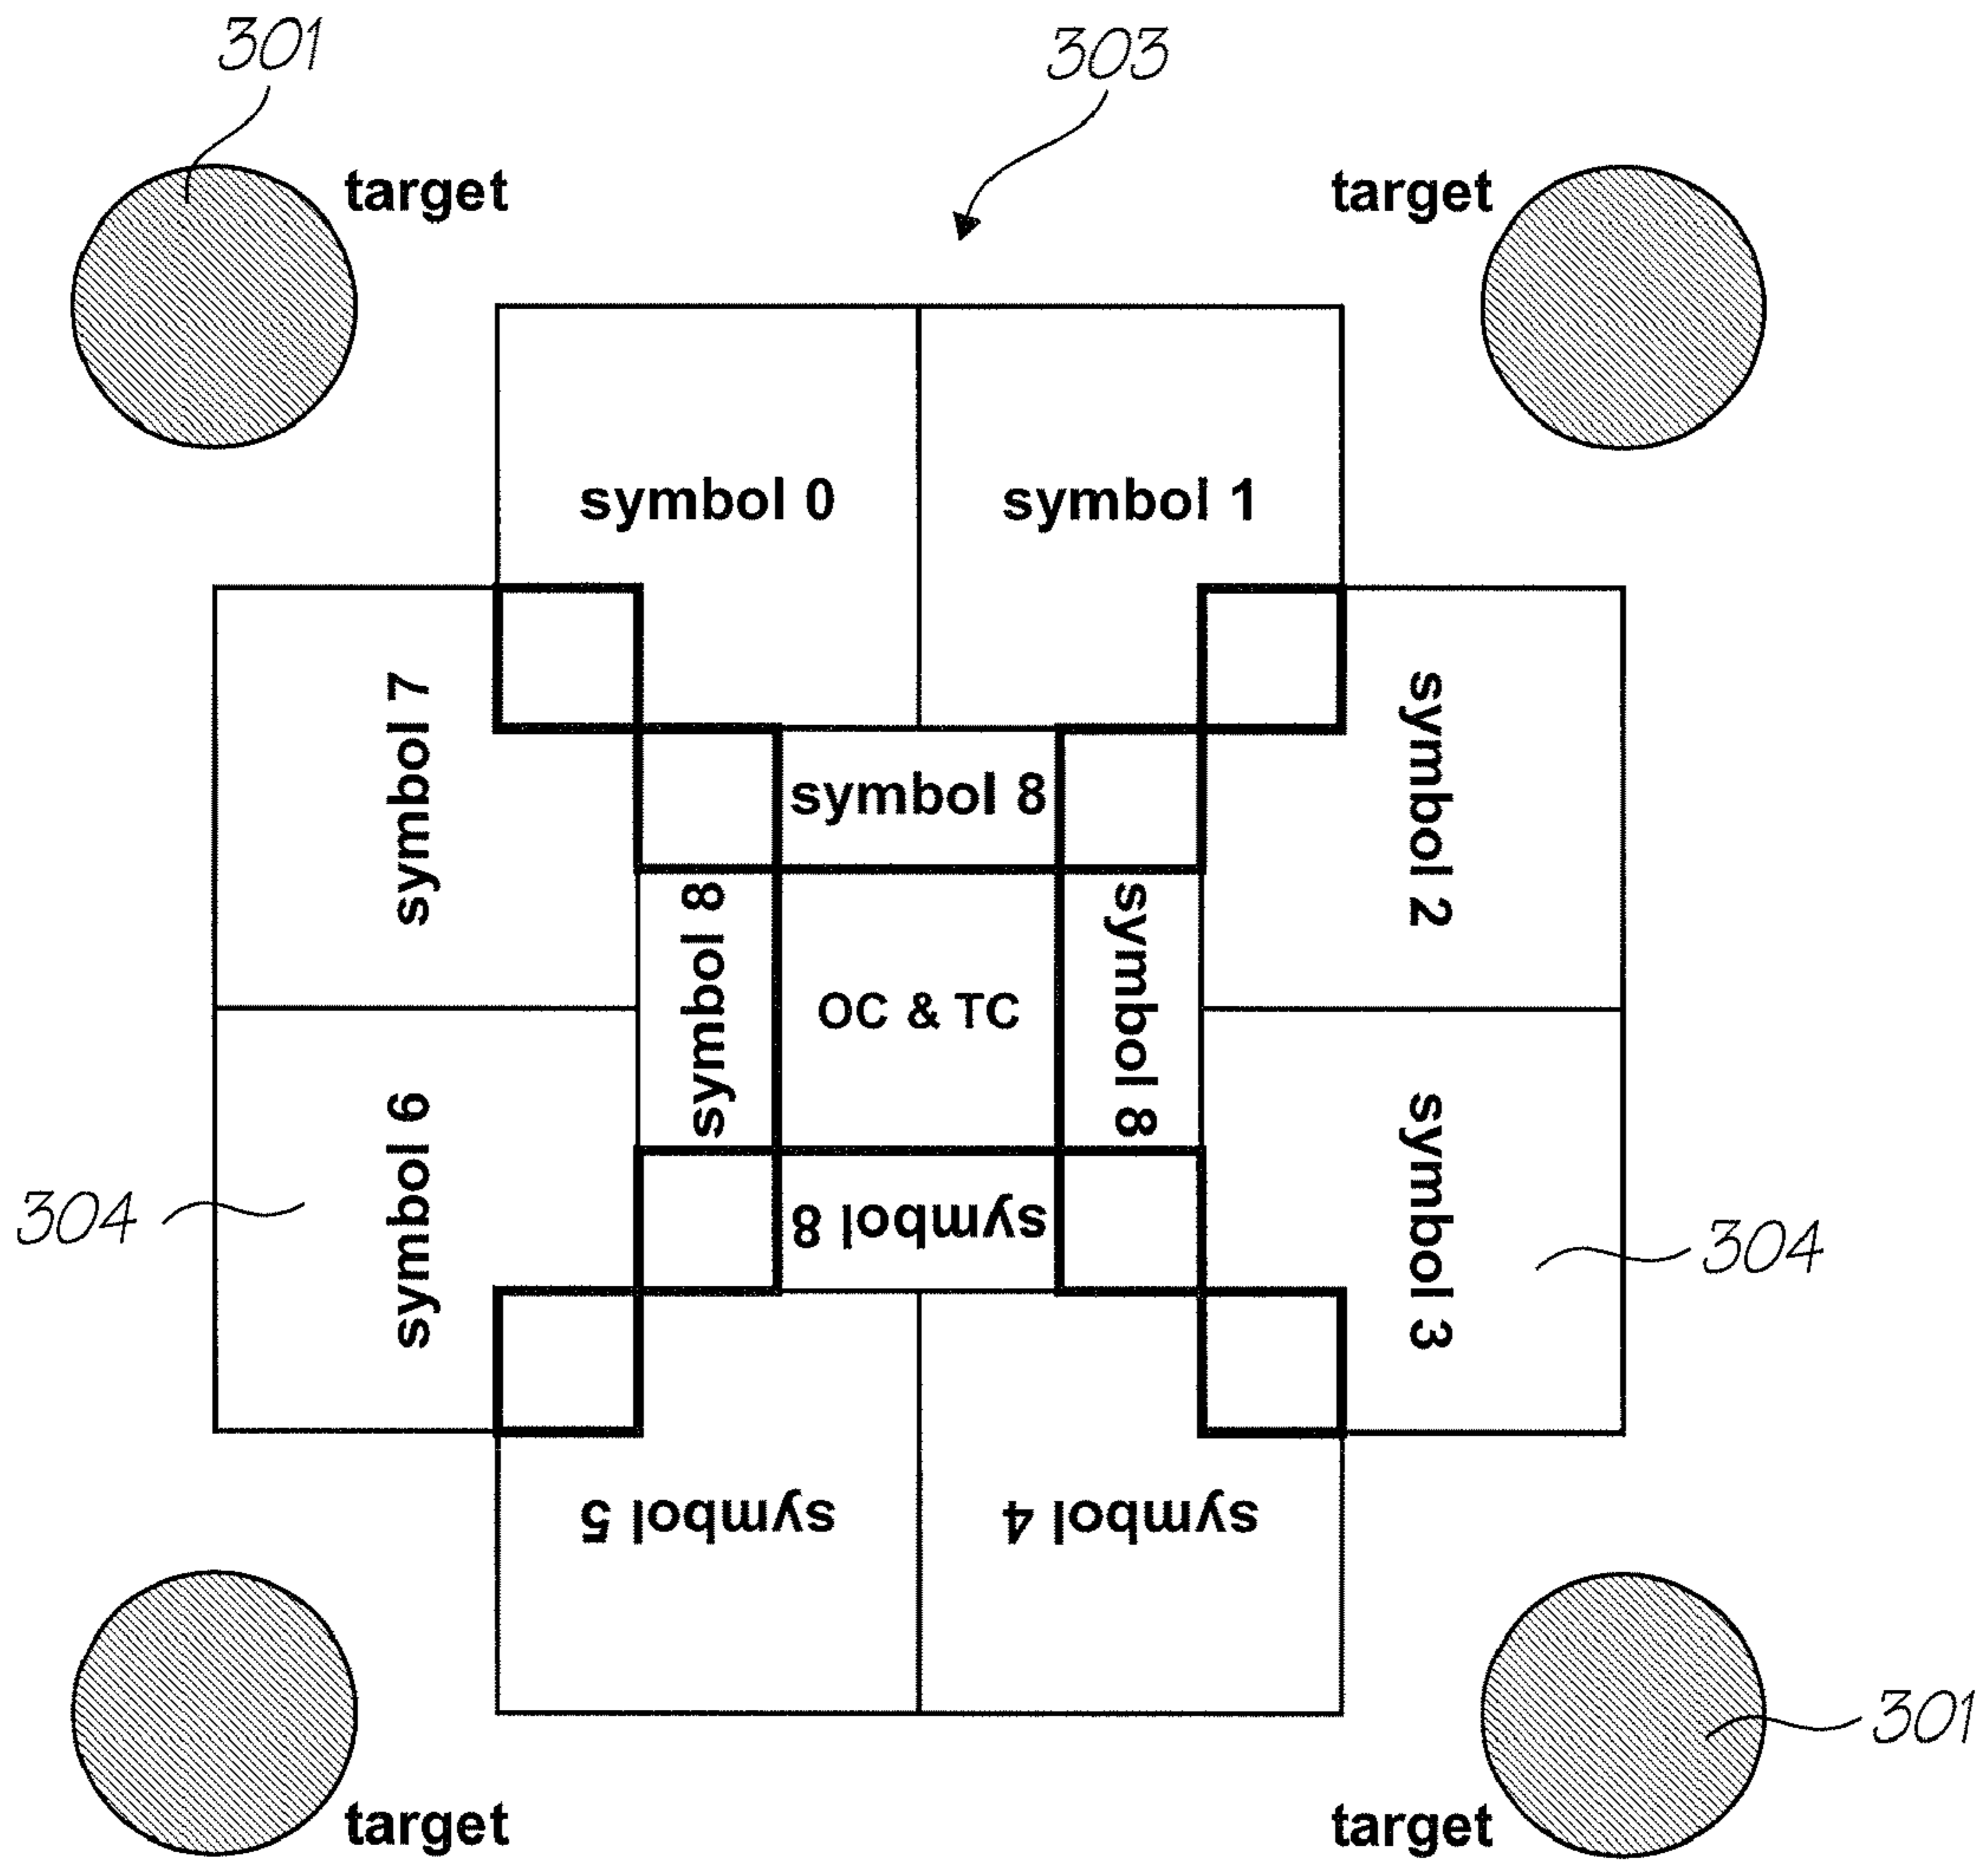 301
303
target
target
symbol 0
symbol 1
symbol 7
symbol 2
symbol 8
symbol 8
OC & TC
symbol 8
symbol 6
symbol 3
304
symbol 8
304
symbol 5
symbol 4
301
target
target